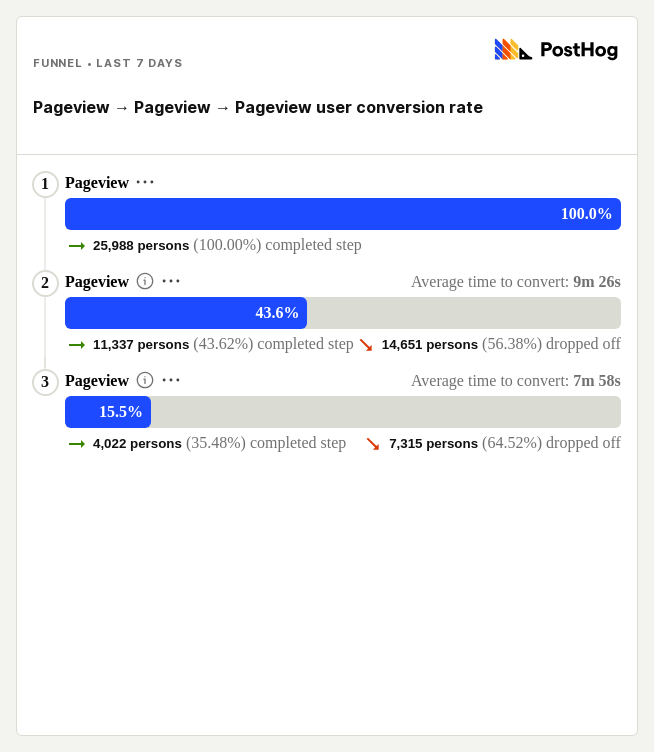 PostHog
FUNNEL • LAST 7 DAYS
Pageview → Pageview → Pageview user conversion rate
1 Pageview ···
100.0%
→ 25,988 persons (100.00%) completed step
2 Pageview ⓘ ··· Average time to convert: 9m 26s
43.6%
→ 11,337 persons (43.62%) completed step ↘ 14,651 persons (56.38%) dropped off
3 Pageview ⓘ ··· Average time to convert: 7m 58s
15.5%
→ 4,022 persons (35.48%) completed step ↘ 7,315 persons (64.52%) dropped off